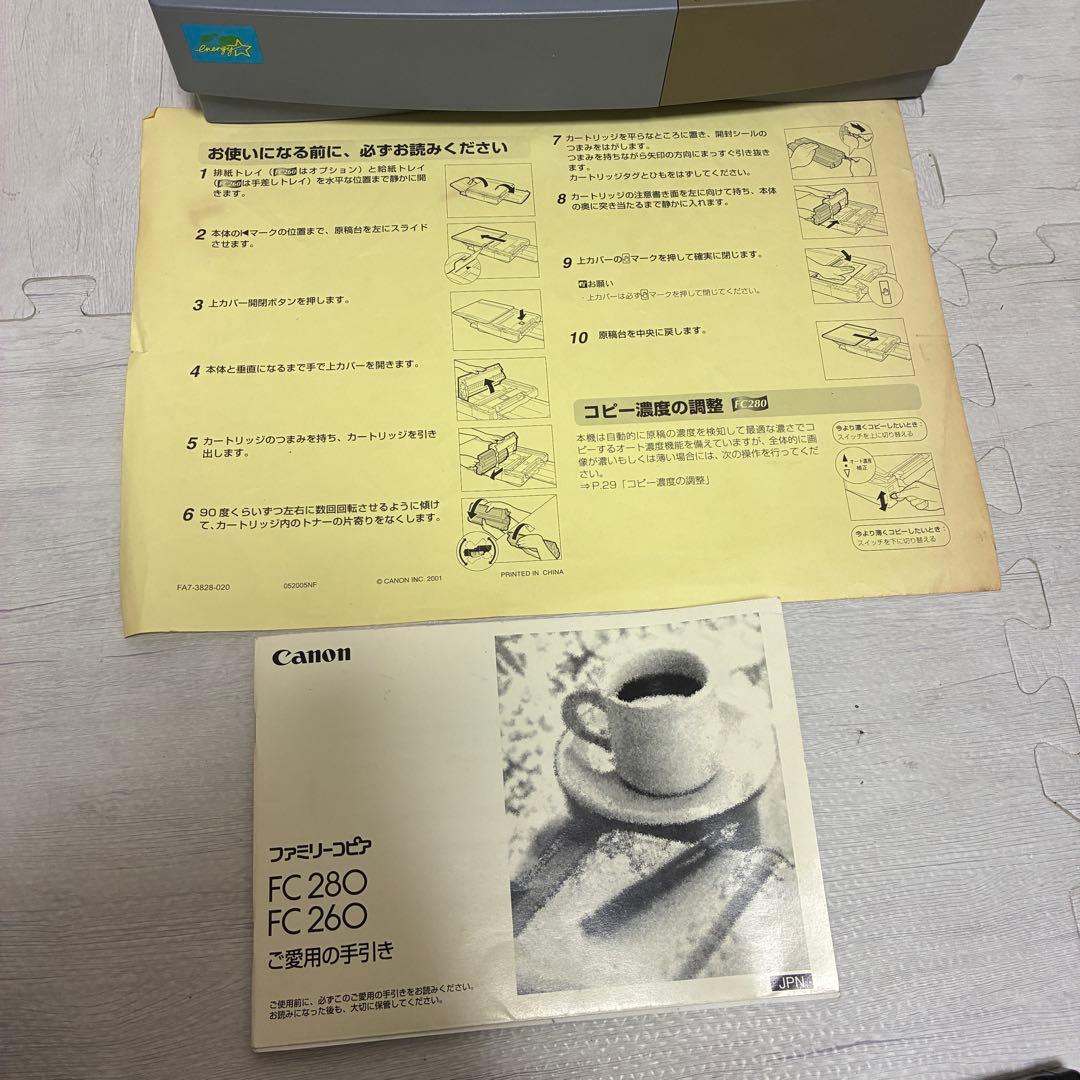 energy
お使いになる前に、必ずお読みください
1 排紙トレイ（FC260はオプション）と給紙トレイ
（FC260は手差しトレイ）を水平な位置まで静かに開
きます。
2 本体の マークの位置まで、原稿台を左にスライド
させます。
3 上カバー開閉ボタンを押します。
4 本体と垂直になるまで手で上カバーを開きます。
5 カートリッジのつまみを持ち、カートリッジを引き
出します。
6 90度くらいずつ左右に数回回転させるように傾け
て、カートリッジ内のトナーの片寄りをなくします。
7 カートリッジを平らなところに置き、開封シールの
つまみをはがします。
つまみを持ちながら矢印の方向にまっすぐ引き抜き
ます。
カートリッジタグとひもをはずしてください。
8 カートリッジの注意書き面を左に向けて持ち、本体
の奥に突き当たるまで静かに入れます。
9 上カバーの マークを押して確実に閉じます。
お願い
・上カバーは必ず マークを押して閉じてください。
10 原稿台を中央に戻します。
コピー濃度の調整 FC280
本機は自動的に原稿の濃度を検知して最適な濃さでコ
ピーするオート濃度機能を備えていますが、全体的に画
像が濃いもしくは薄い場合には、次の操作を行ってくだ
さい。
⇒P.29「コピー濃度の調整」
今より濃くコピーしたいとき：
スイッチを上に切り替える
オート濃度
補正
今より薄くコピーしたいとき：
スイッチを下に切り替える
FA7-3828-020
052005NF
© CANON INC. 2001
PRINTED IN CHINA
Canon
ファミリーコピア
FC 280
FC 260
ご愛用の手引き
ご使用前に、必ずこのご愛用の手引きをお読みください。
お読みになった後も、大切に保管してください。
JPN